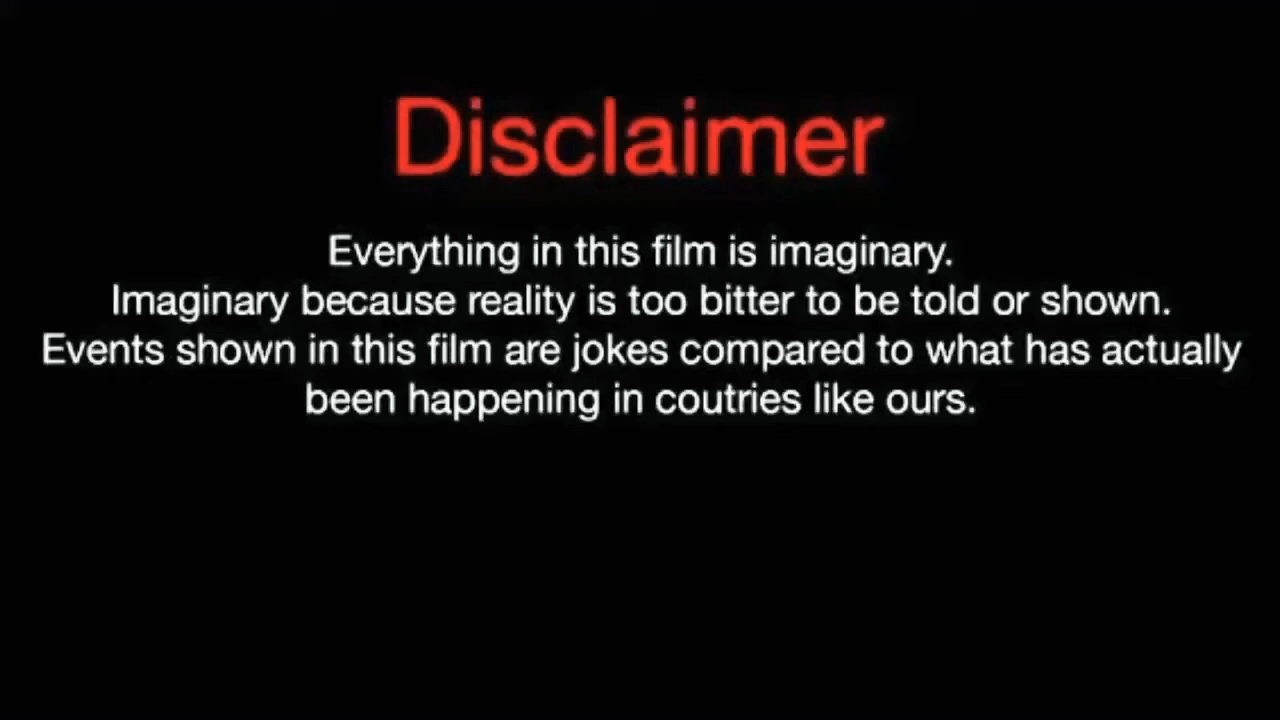 Disclaimer
Everything in this film is imaginary.
Imaginary because reality is too bitter to be told or shown.
Events shown in this film are jokes compared to what has actually
been happening in coutries like ours.